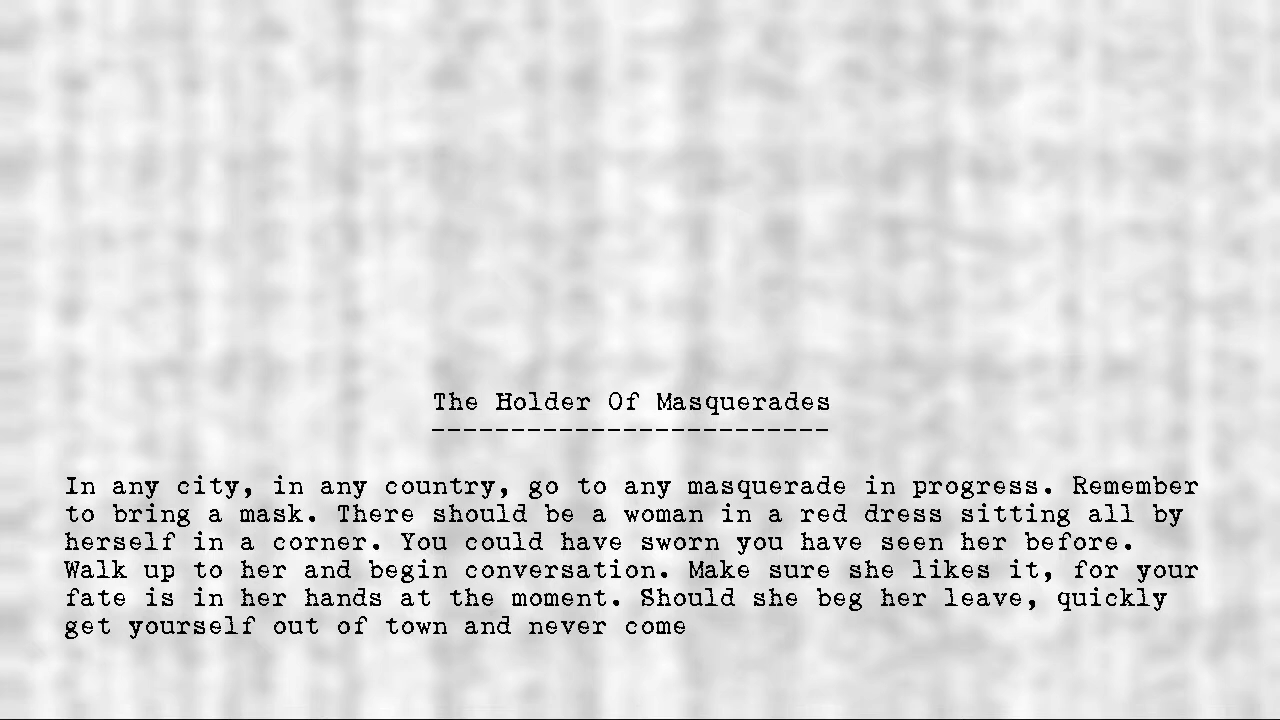 The Holder Of Masquerades
-------------------------
In any city, in any country, go to any masquerade in progress. Remember
to bring a mask. There should be a woman in a red dress sitting all by
herself in a corner. You could have sworn you have seen her before.
Walk up to her and begin conversation. Make sure she likes it, for your
fate is in her hands at the moment. Should she beg her leave, quickly
get yourself out of town and never come